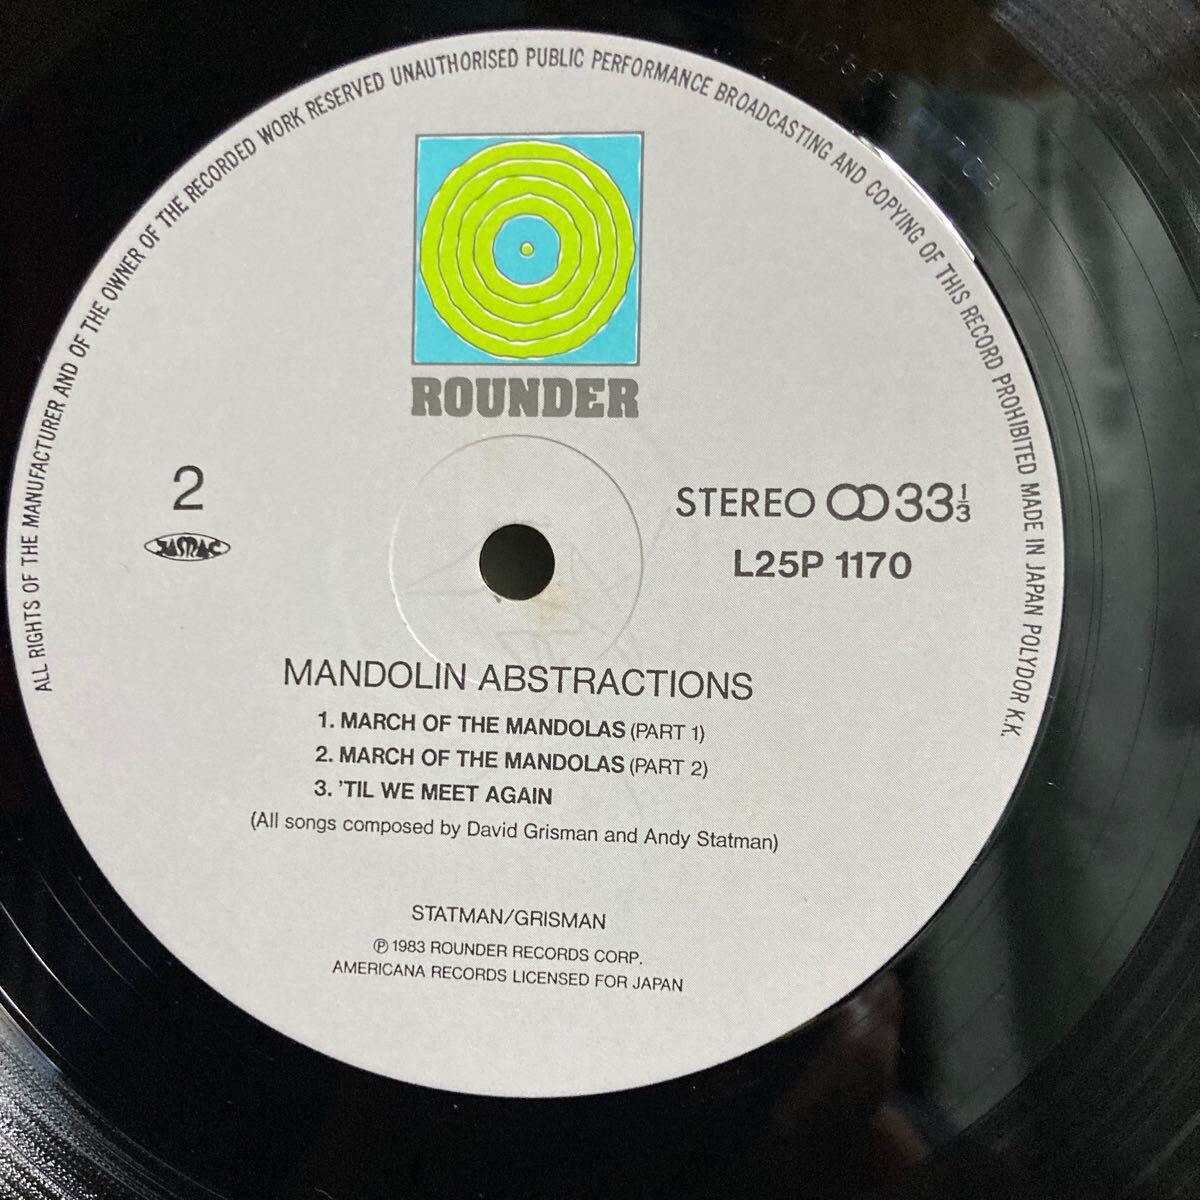 ALL RIGHTS OF THE MANUFACTURER AND OF THE OWNER OF THE RECORDED WORK RESERVED UNAUTHORISED PUBLIC PERFORMANCE BROADCASTING AND COPYING OF THIS RECORD PROHIBITED MADE IN JAPAN POLYDOR K.K.
ROUNDER
2
JASRAC
STEREO 33⅓
L25P 1170
MANDOLIN ABSTRACTIONS
1. MARCH OF THE MANDOLAS (PART 1)
2. MARCH OF THE MANDOLAS (PART 2)
3. 'TIL WE MEET AGAIN
(All songs composed by David Grisman and Andy Statman)
STATMAN/GRISMAN
℗ 1983 ROUNDER RECORDS CORP.
AMERICANA RECORDS LICENSED FOR JAPAN